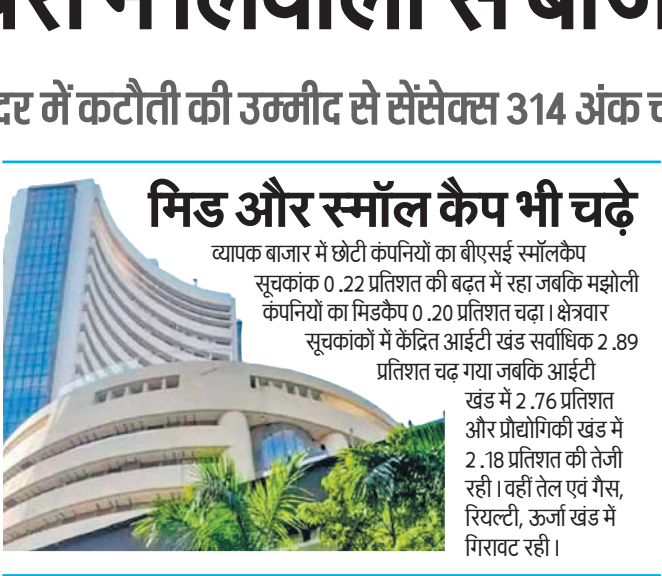 में लिवाली से
दर में कटौती की उम्मीद से सेंसेक्स 314 अंक
मिड और स्मॉल कैप भी चढ़े
व्यापक बाजार में छोटी कंपनियों का बीएसई स्मॉलकैप
सूचकांक 0.22 प्रतिशत की बढ़त में रहा जबकि मझोली
कंपनियों का मिडकैप 0.20 प्रतिशत चढ़ा। क्षेत्रवार
सूचकांकों में केंद्रित आईटी खंड सर्वाधिक 2.89
प्रतिशत चढ़ गया जबकि आईटी
खंड में 2.76 प्रतिशत
और प्रौद्योगिकी खंड में
2.18 प्रतिशत की तेजी
रही। वहीं तेल एवं गैस,
रियल्टी, ऊर्जा खंड में
गिरावट रही।